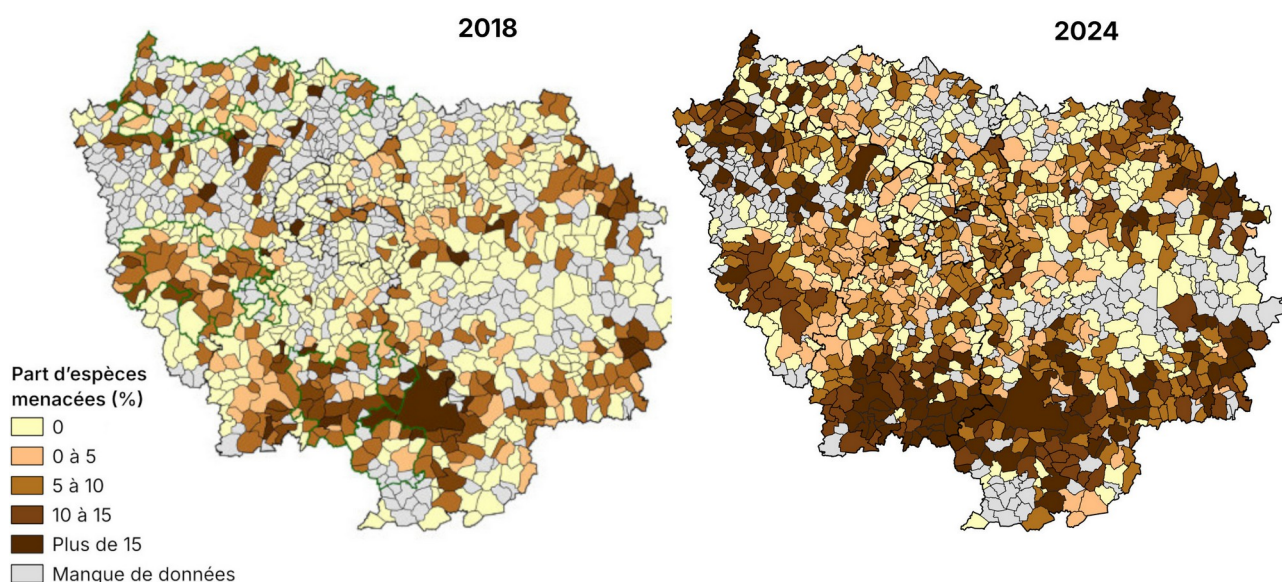 2018
2024
Part d’espèces
menacées (%)
0
0 à 5
5 à 10
10 à 15
Plus de 15
Manque de données